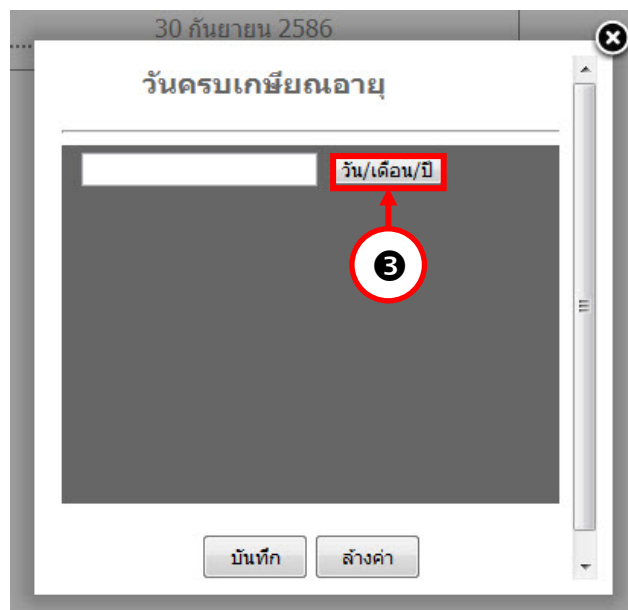 30 กันยายน 2586
วันครบเกษียณอายุ
วัน/เดือน/ปี
3
บันทึก ล้างค่า